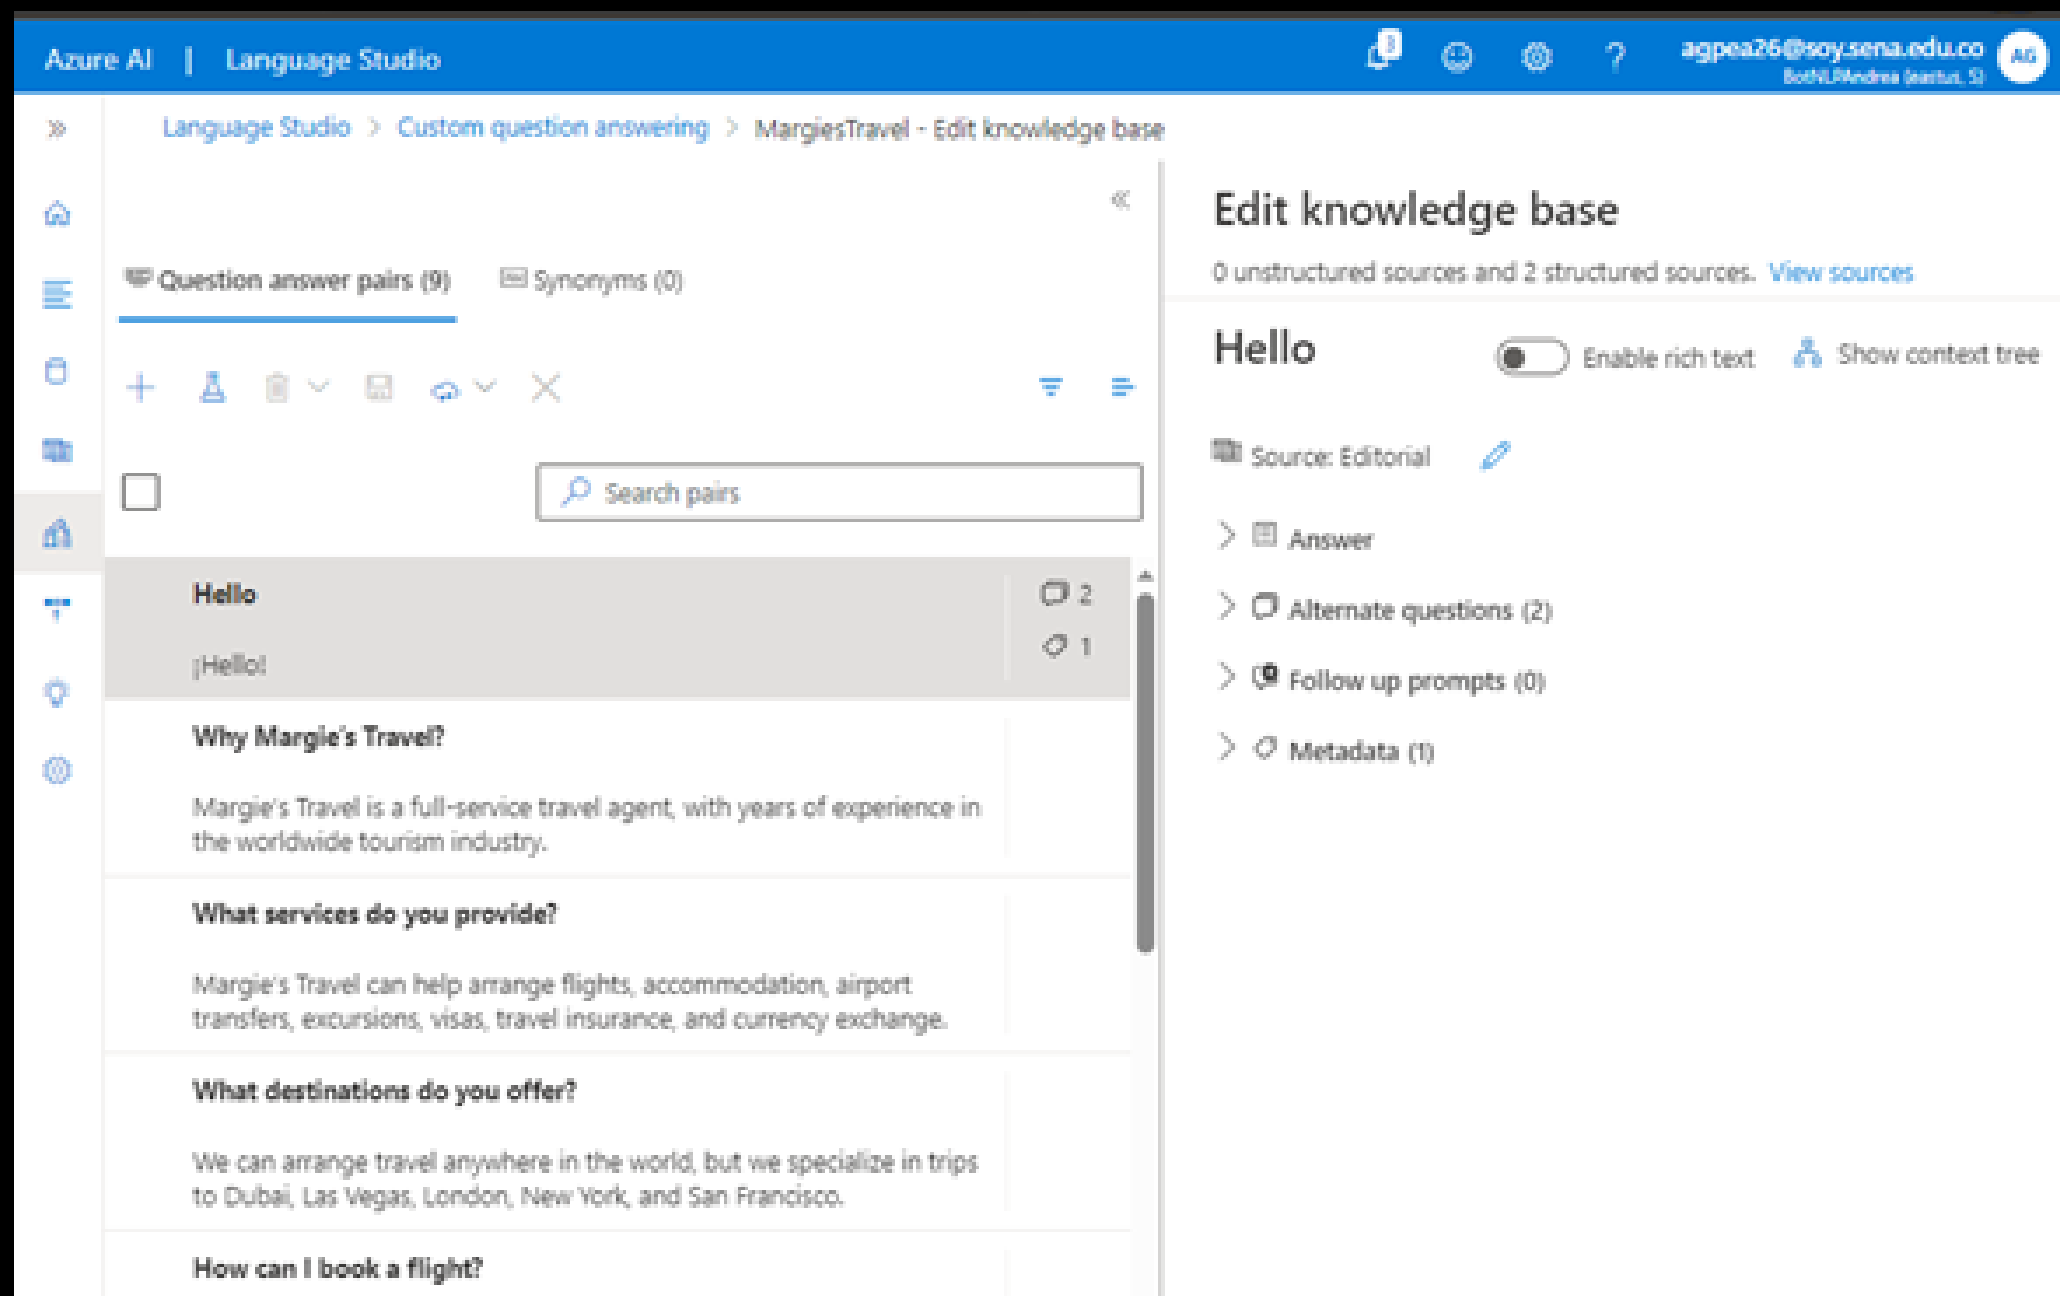 Azure AI | Language Studio
3
agpea26@soy.sena.edu.co
BotNLPAndrea (eastus, S)
AG
Language Studio > Custom question answering > MargiesTravel - Edit knowledge base
Question answer pairs (9)
Synonyms (0)
Search pairs
Hello
2
¡Hello!
1
Why Margie's Travel?
Margie's Travel is a full-service travel agent, with years of experience in
the worldwide tourism industry.
What services do you provide?
Margie's Travel can help arrange flights, accommodation, airport
transfers, excursions, visas, travel insurance, and currency exchange.
What destinations do you offer?
We can arrange travel anywhere in the world, but we specialize in trips
to Dubai, Las Vegas, London, New York, and San Francisco.
How can I book a flight?
Edit knowledge base
0 unstructured sources and 2 structured sources. View sources
Hello
Enable rich text
Show context tree
Source: Editorial
Answer
Alternate questions (2)
Follow up prompts (0)
Metadata (1)